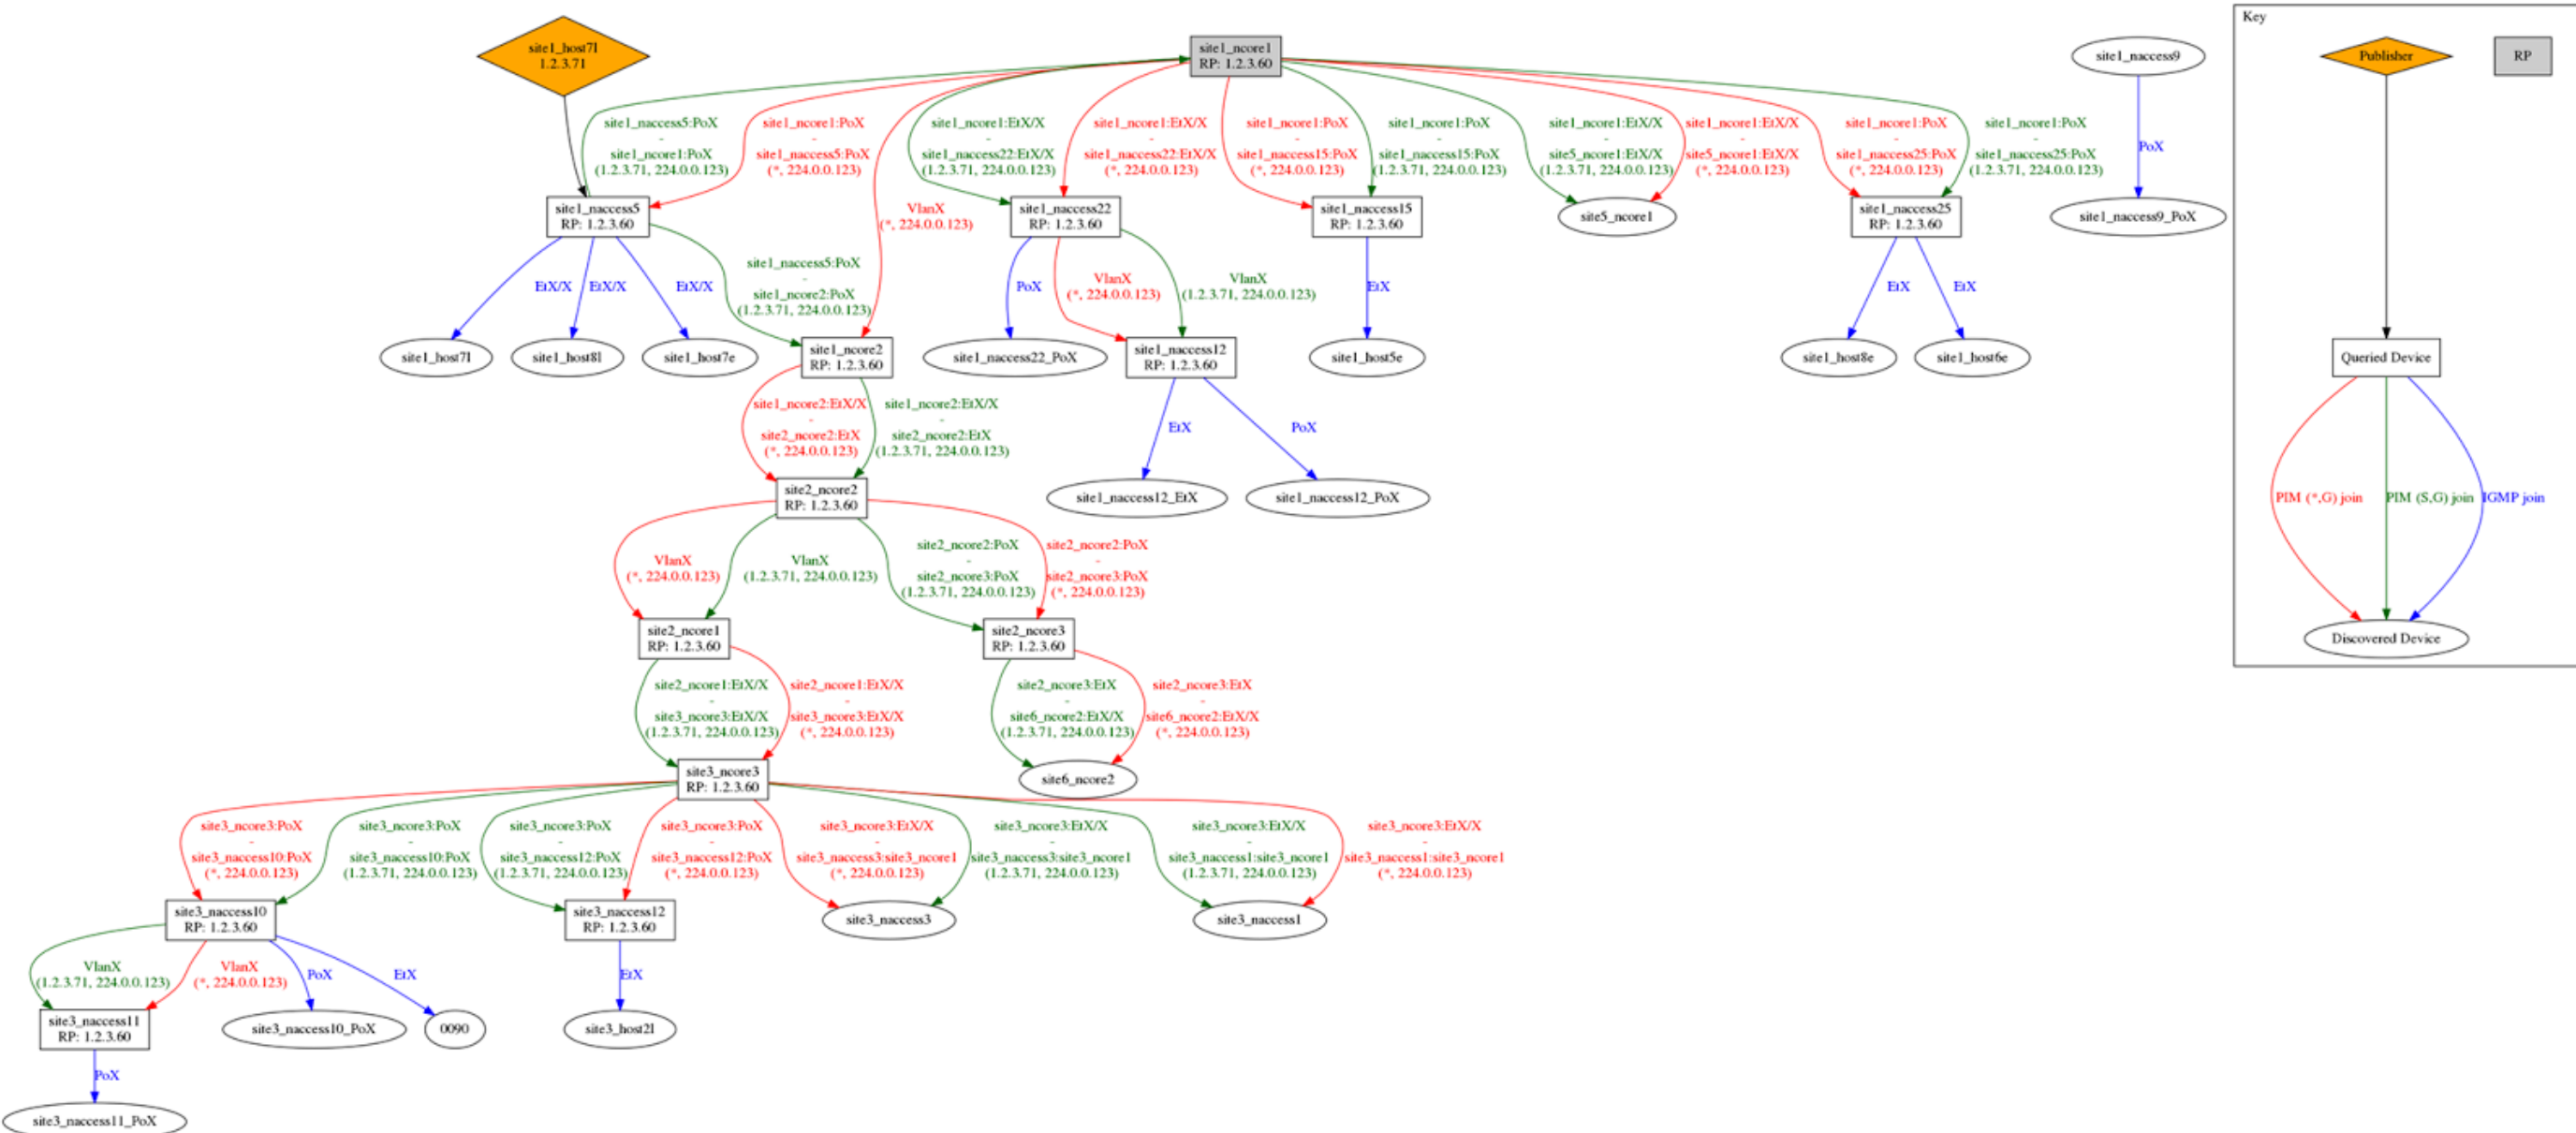 site1_host7l
1.2.3.71
site1_ncore1
RP: 1.2.3.60
site1_naccess9
Key
Publisher
RP
site1_naccess5:PoX
-
site1_ncore1:PoX
(1.2.3.71, 224.0.0.123)
site1_ncore1:PoX
-
site1_naccess5:PoX
(*, 224.0.0.123)
site1_ncore1:EtX/X
-
site1_naccess22:EtX/X
(1.2.3.71, 224.0.0.123)
site1_ncore1:EtX/X
-
site1_naccess22:EtX/X
(*, 224.0.0.123)
site1_ncore1:PoX
-
site1_naccess15:PoX
(*, 224.0.0.123)
site1_ncore1:PoX
-
site1_naccess15:PoX
(1.2.3.71, 224.0.0.123)
site1_ncore1:EtX/X
-
site5_ncore1:EtX/X
(1.2.3.71, 224.0.0.123)
site1_ncore1:EtX/X
-
site5_ncore1:EtX/X
(*, 224.0.0.123)
site1_ncore1:PoX
-
site1_naccess25:PoX
(*, 224.0.0.123)
site1_ncore1:PoX
-
site1_naccess25:PoX
(1.2.3.71, 224.0.0.123)
PoX
VlanX
(*, 224.0.0.123)
site1_naccess5
RP: 1.2.3.60
site1_naccess22
RP: 1.2.3.60
site1_naccess15
RP: 1.2.3.60
site5_ncore1
site1_naccess25
RP: 1.2.3.60
site1_naccess9_PoX
EtX/X
EtX/X
EtX/X
site1_naccess5:PoX
-
site1_ncore2:PoX
(1.2.3.71, 224.0.0.123)
PoX
VlanX
(*, 224.0.0.123)
VlanX
(1.2.3.71, 224.0.0.123)
EtX
EtX
EtX
site1_host7l
site1_host8l
site1_host7e
site1_ncore2
RP: 1.2.3.60
site1_naccess22_PoX
site1_naccess12
RP: 1.2.3.60
site1_host5e
site1_host8e
site1_host6e
Queried Device
site1_ncore2:EtX/X
-
site2_ncore2:EtX
(*, 224.0.0.123)
site1_ncore2:EtX/X
-
site2_ncore2:EtX
(1.2.3.71, 224.0.0.123)
EtX
PoX
site2_ncore2
RP: 1.2.3.60
site1_naccess12_EtX
site1_naccess12_PoX
PIM (*,G) join
PIM (S,G) join
IGMP join
VlanX
(*, 224.0.0.123)
VlanX
(1.2.3.71, 224.0.0.123)
site2_ncore2:PoX
-
site2_ncore3:PoX
(1.2.3.71, 224.0.0.123)
site2_ncore2:PoX
-
site2_ncore3:PoX
(*, 224.0.0.123)
site2_ncore1
RP: 1.2.3.60
site2_ncore3
RP: 1.2.3.60
Discovered Device
site2_ncore1:EtX/X
-
site3_ncore3:EtX/X
(1.2.3.71, 224.0.0.123)
site2_ncore1:EtX/X
-
site3_ncore3:EtX/X
(*, 224.0.0.123)
site2_ncore3:EtX
-
site6_ncore2:EtX/X
(1.2.3.71, 224.0.0.123)
site2_ncore3:EtX
-
site6_ncore2:EtX/X
(*, 224.0.0.123)
site3_ncore3
RP: 1.2.3.60
site6_ncore2
site3_ncore3:PoX
-
site3_naccess10:PoX
(*, 224.0.0.123)
site3_ncore3:PoX
-
site3_naccess10:PoX
(1.2.3.71, 224.0.0.123)
site3_ncore3:PoX
-
site3_naccess12:PoX
(1.2.3.71, 224.0.0.123)
site3_ncore3:PoX
-
site3_naccess12:PoX
(*, 224.0.0.123)
site3_ncore3:EtX/X
-
site3_naccess3:site3_ncore1
(*, 224.0.0.123)
site3_ncore3:EtX/X
-
site3_naccess3:site3_ncore1
(1.2.3.71, 224.0.0.123)
site3_ncore3:EtX/X
-
site3_naccess1:site3_ncore1
(1.2.3.71, 224.0.0.123)
site3_ncore3:EtX/X
-
site3_naccess1:site3_ncore1
(*, 224.0.0.123)
site3_naccess10
RP: 1.2.3.60
site3_naccess12
RP: 1.2.3.60
site3_naccess3
site3_naccess1
VlanX
(1.2.3.71, 224.0.0.123)
VlanX
(*, 224.0.0.123)
PoX
EtX
EtX
site3_naccess11
RP: 1.2.3.60
site3_naccess10_PoX
0090
site3_host2l
PoX
site3_naccess11_PoX